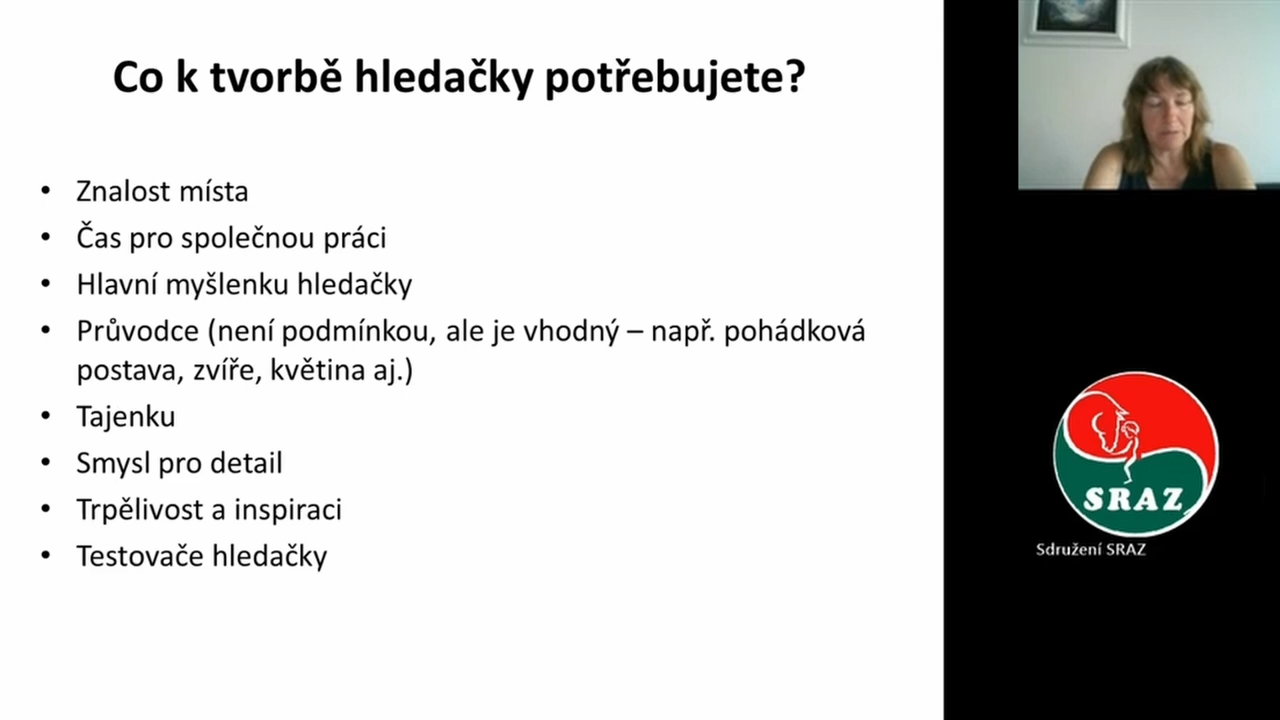 Co k tvorbě hledačky potřebujete?
• Znalost místa
• Čas pro společnou práci
• Hlavní myšlenku hledačky
• Průvodce (není podmínkou, ale je vhodný – např. pohádková
postava, zvíře, květina aj.)
• Tajenku
• Smysl pro detail
• Trpělivost a inspiraci
• Testovače hledačky
SRAZ
Sdružení SRAZ